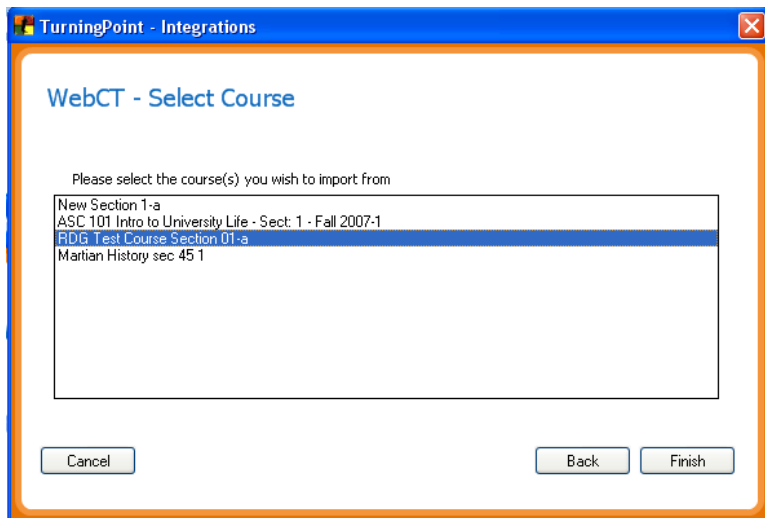 TurningPoint - Integrations
WebCT - Select Course
Please select the course(s) you wish to import from
New Section 1-a
ASC 101 Intro to University Life - Sect: 1 - Fall 2007-1
RDG Test Course Section 01-a
Martian History sec 45 1
Cancel Back Finish